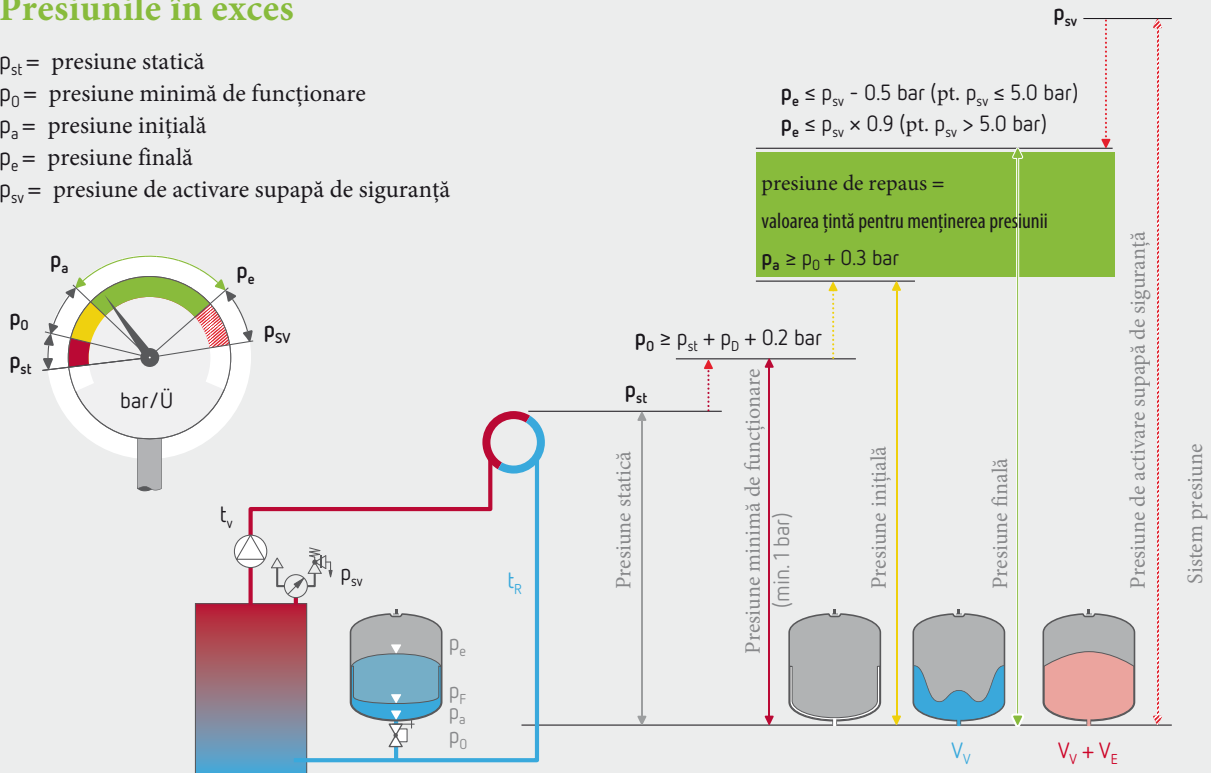 Presiunile în exces
p_st = presiune statică
p_0 = presiune minimă de funcționare
p_a = presiune inițială
p_e = presiune finală
p_sv = presiune de activare supapă de siguranță
p_a
p_e
p_0
p_sv
p_st
bar/Ü
p_sv
p_e ≤ p_sv - 0.5 bar (pt. p_sv ≤ 5.0 bar)
p_e ≤ p_sv × 0.9 (pt. p_sv > 5.0 bar)
presiune de repaus =
valoarea țintă pentru menținerea presiunii
p_a ≥ p_0 + 0.3 bar
p_0 ≥ p_st + p_D + 0.2 bar
p_st
Presiune statică
Presiune minimă de funcționare
(min. 1 bar)
Presiune inițială
Presiune finală
Presiune de activare supapă de siguranță
Sistem presiune
t_v
p_sv
t_R
p_e
p_F
p_a
p_0
V_V
V_V + V_E